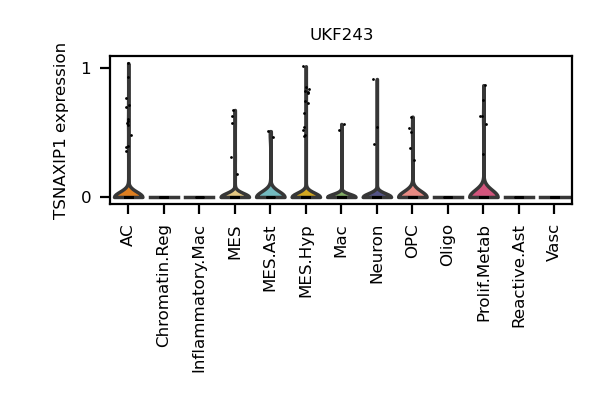 UKF243
TSNAXIP1 expression
1
0
AC
Chromatin.Reg
Inflammatory.Mac
MES
MES.Ast
MES.Hyp
Mac
Neuron
OPC
Oligo
Prolif.Metab
Reactive.Ast
Vasc